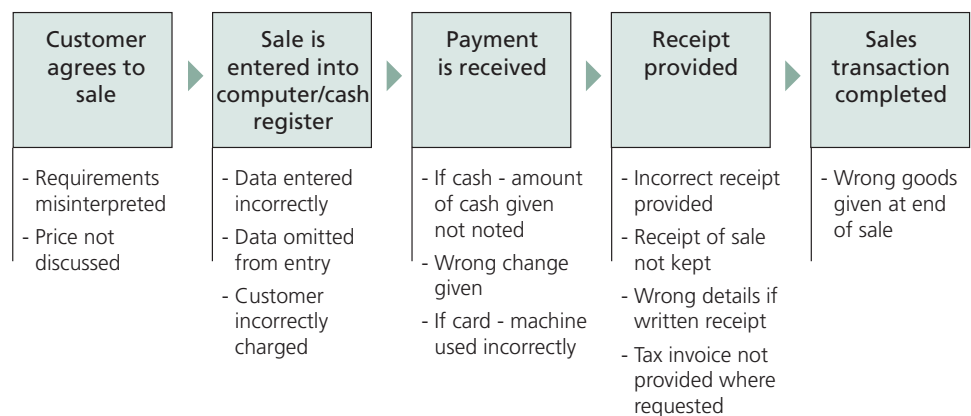 Customer
agrees to
sale
Sale is
entered into
computer/cash
register
Payment
is received
Receipt
provided
Sales
transaction
completed
- Requirements
misinterpreted
- Price not
discussed
- Data entered
incorrectly
- Data omitted
from entry
- Customer
incorrectly
charged
- If cash - amount
of cash given
not noted
- Wrong change
given
- If card - machine
used incorrectly
- Incorrect receipt
provided
- Receipt of sale
not kept
- Wrong details if
written receipt
- Tax invoice not
provided where
requested
- Wrong goods
given at end
of sale